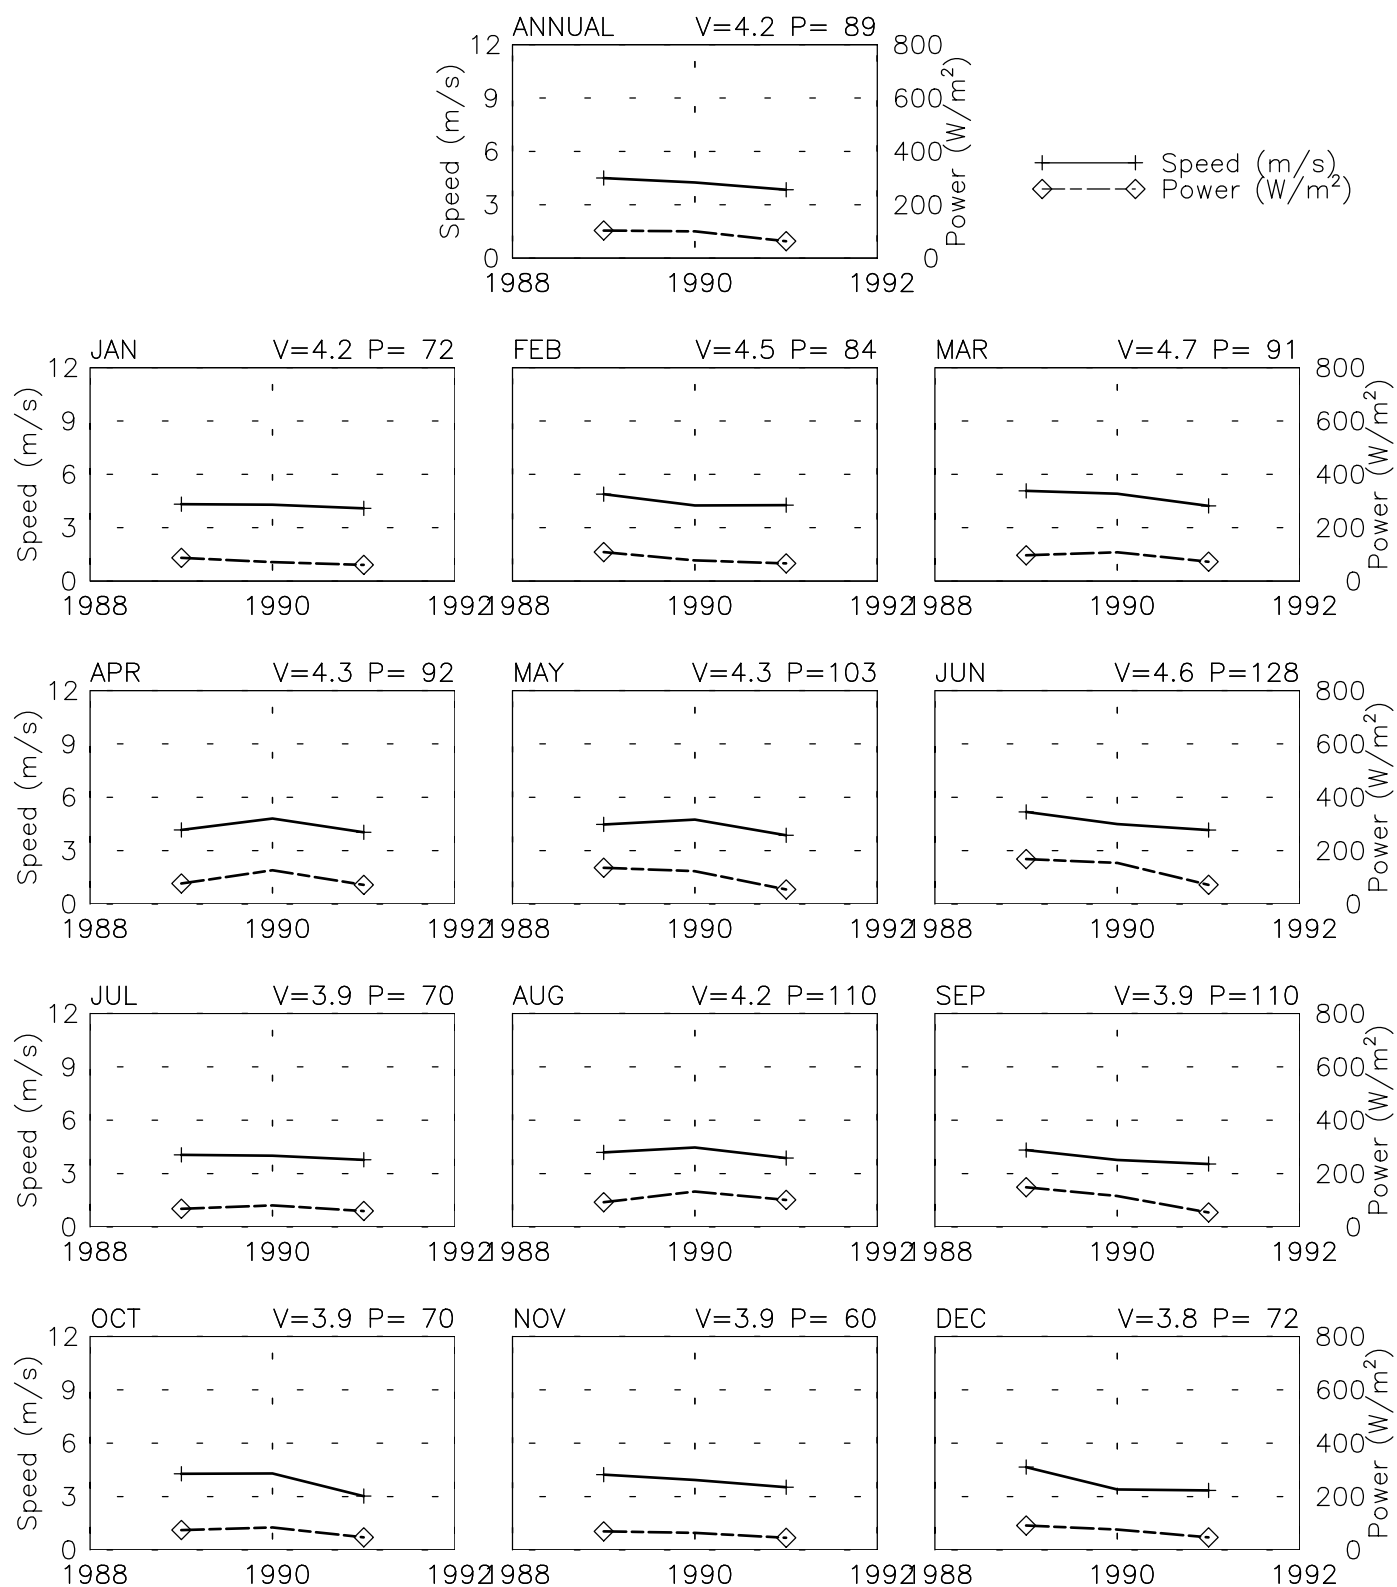 ANNUAL V=4.2 P= 89
12 800
9 600
6 400
3 200
0 0
Speed (m/s)
Power (W/m²)
1988 1990 1992
Speed (m/s)
Power (W/m²)
JAN V=4.2 P= 72 FEB V=4.5 P= 84 MAR V=4.7 P= 91
12 800
9 600
6 400
3 200
0 0
Speed (m/s)
Power (W/m²)
1988 1990 1992 1988 1990 1992 1988 1990 1992
APR V=4.3 P= 92 MAY V=4.3 P=103 JUN V=4.6 P=128
12 800
9 600
6 400
3 200
0 0
Speed (m/s)
Power (W/m²)
1988 1990 1992 1988 1990 1992 1988 1990 1992
JUL V=3.9 P= 70 AUG V=4.2 P=110 SEP V=3.9 P=110
12 800
9 600
6 400
3 200
0 0
Speed (m/s)
Power (W/m²)
1988 1990 1992 1988 1990 1992 1988 1990 1992
OCT V=3.9 P= 70 NOV V=3.9 P= 60 DEC V=3.8 P= 72
12 800
9 600
6 400
3 200
0 0
Speed (m/s)
Power (W/m²)
1988 1990 1992 1988 1990 1992 1988 1990 1992